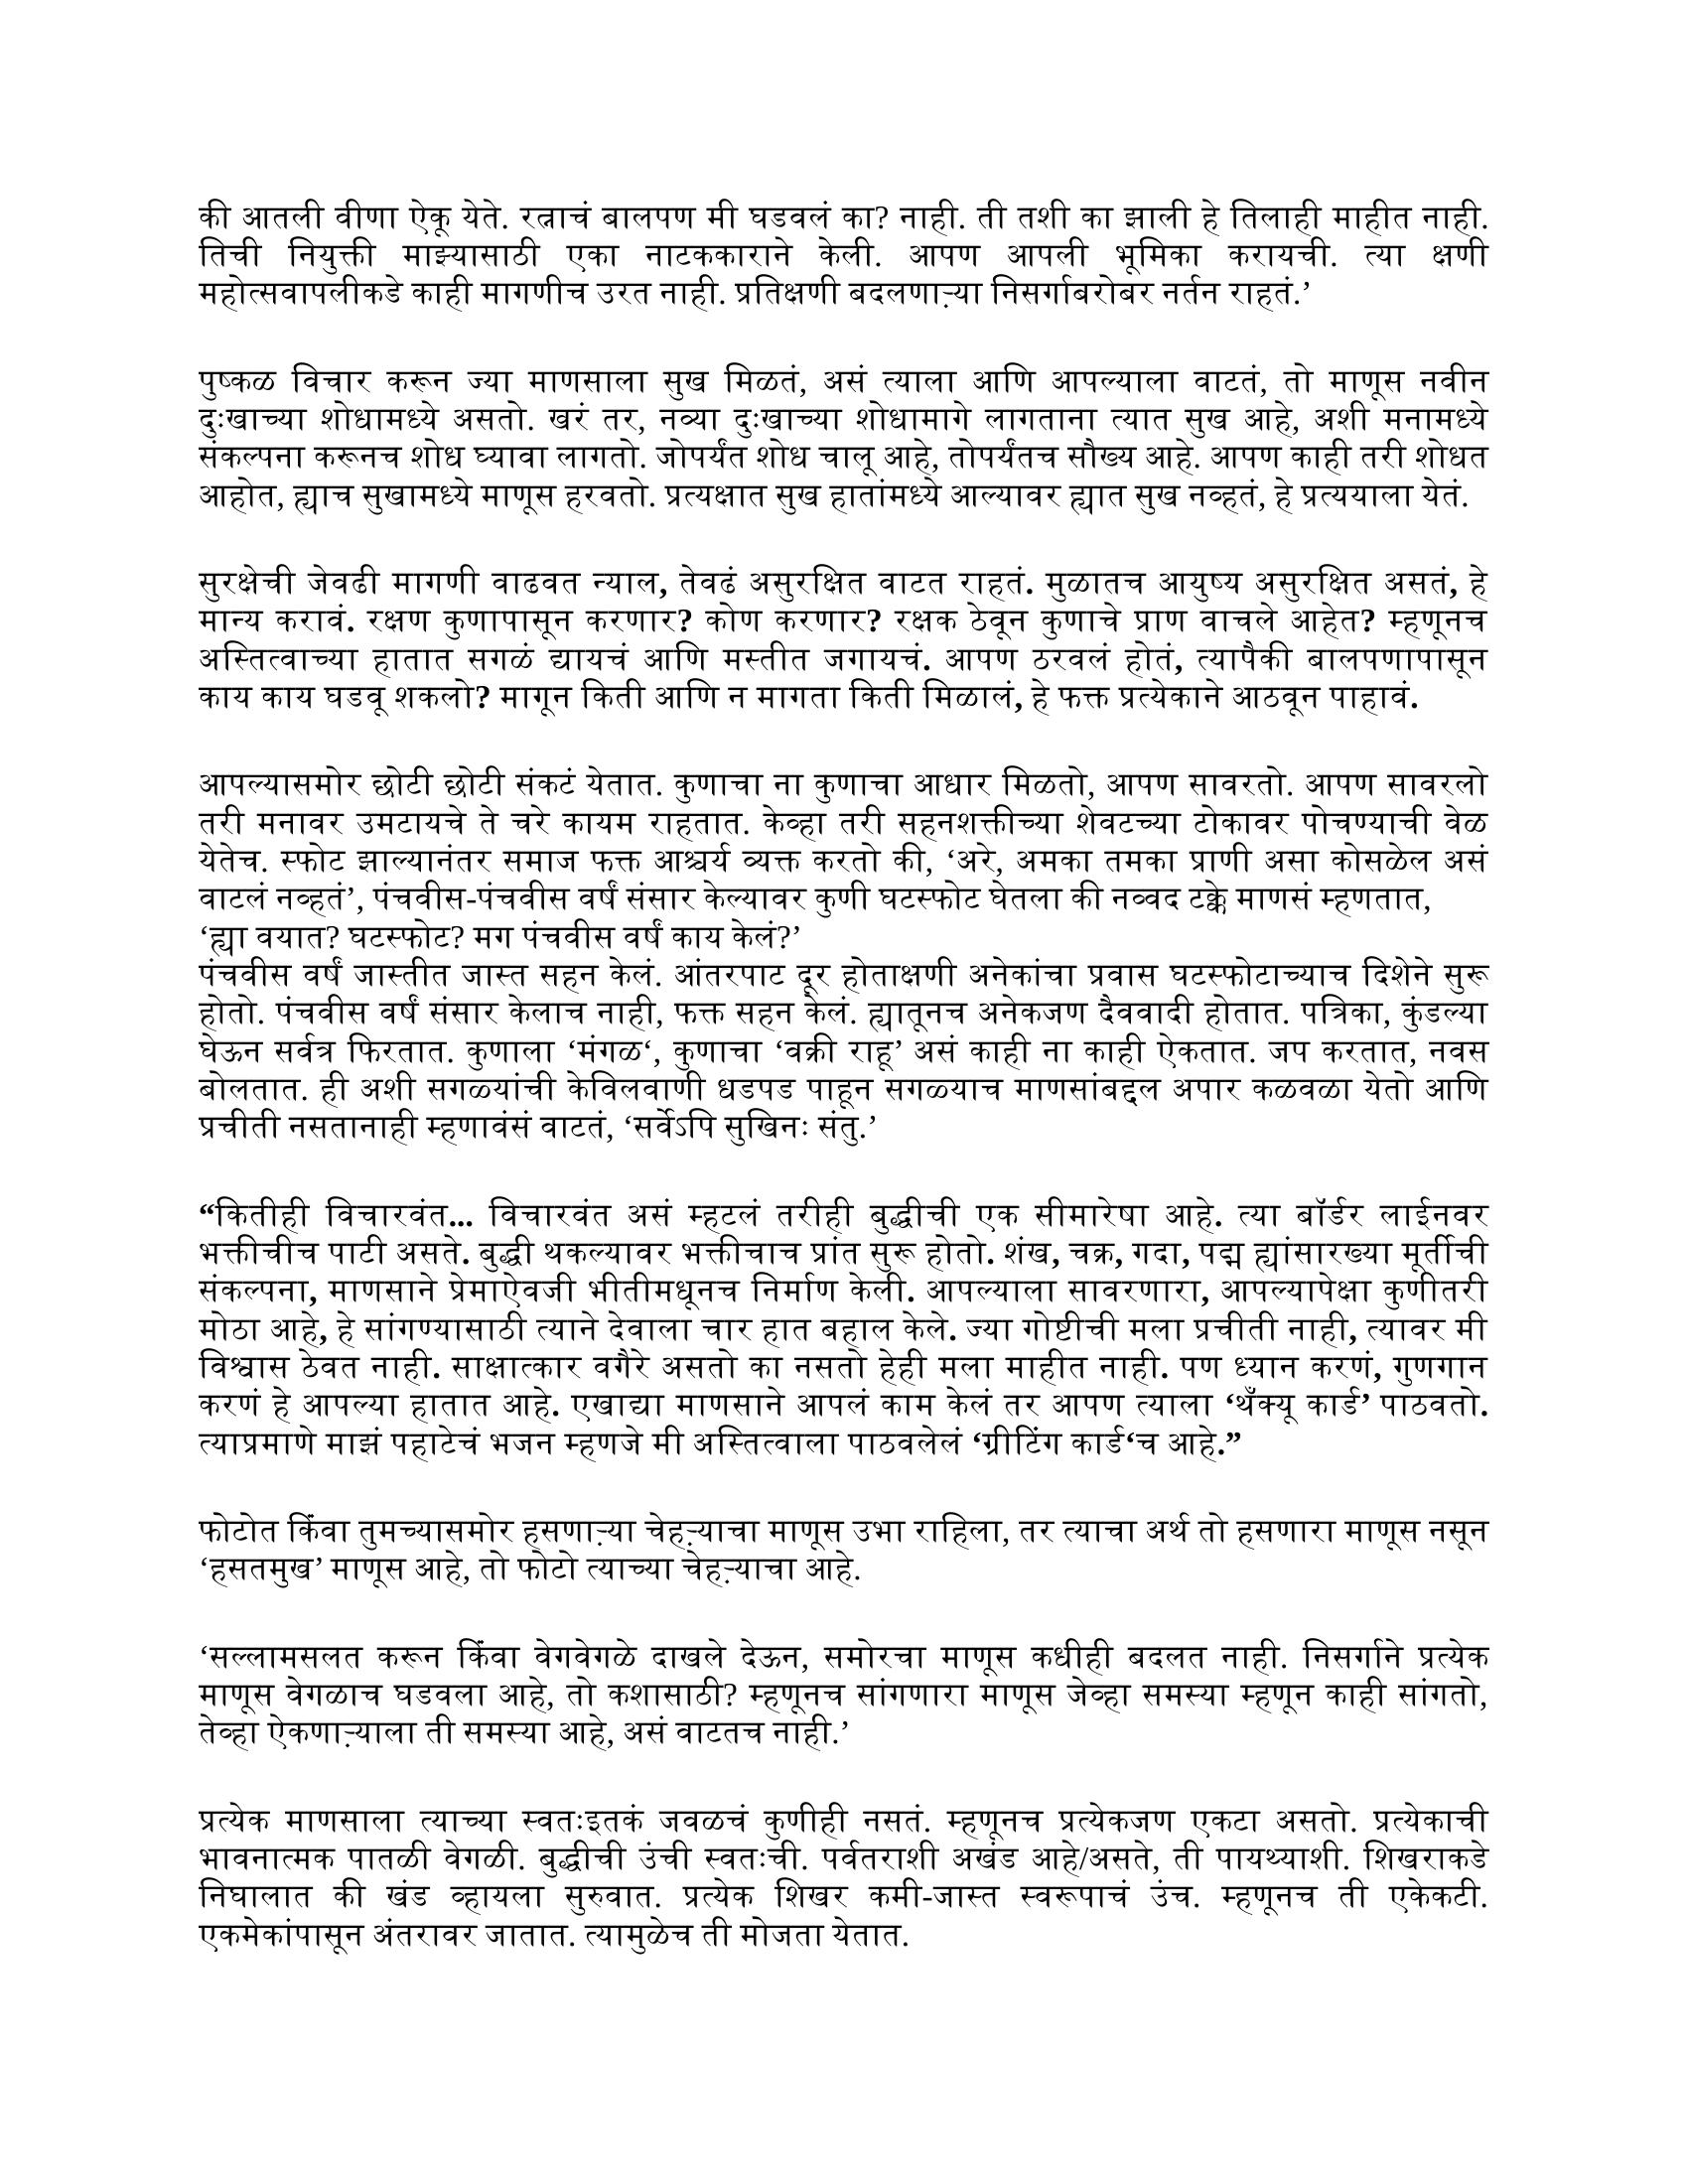 की आतली वीणा ऐकू येते. रत्नाचं बालपण मी घडवलं का? नाही. ती तशी का झाली हे तिलाही माहीत नाही.
तिची नियुक्ती माझ्यासाठी एका नाटककाराने केली. आपण आपली भूमिका करायची. त्या क्षणी
महोत्सवापलीकडे काही मागणीच उरत नाही. प्रतिक्षणी बदलणाऱ्या निसर्गाबरोबर नर्तन राहतं.’
पुष्कळ विचार करून ज्या माणसाला सुख मिळतं, असं त्याला आणि आपल्याला वाटतं, तो माणूस नवीन
दुःखाच्या शोधामध्ये असतो. खरं तर, नव्या दुःखाच्या शोधामागे लागताना त्यात सुख आहे, अशी मनामध्ये
संकल्पना करूनच शोध घ्यावा लागतो. जोपर्यंत शोध चालू आहे, तोपर्यंतच सौख्य आहे. आपण काही तरी शोधत
आहोत, ह्याच सुखामध्ये माणूस हरवतो. प्रत्यक्षात सुख हातांमध्ये आल्यावर ह्यात सुख नव्हतं, हे प्रत्ययाला येतं.
सुरक्षेची जेवढी मागणी वाढवत न्याल, तेवढं असुरक्षित वाटत राहतं. मुळातच आयुष्य असुरक्षित असतं, हे
मान्य करावं. रक्षण कुणापासून करणार? कोण करणार? रक्षक ठेवून कुणाचे प्राण वाचले आहेत? म्हणूनच
अस्तित्वाच्या हातात सगळं द्यायचं आणि मस्तीत जगायचं. आपण ठरवलं होतं, त्यापैकी बालपणापासून
काय काय घडवू शकलो? मागून किती आणि न मागता किती मिळालं, हे फक्त प्रत्येकाने आठवून पाहावं.
आपल्यासमोर छोटी छोटी संकटं येतात. कुणाचा ना कुणाचा आधार मिळतो, आपण सावरतो. आपण सावरलो
तरी मनावर उमटायचे ते चरे कायम राहतात. केव्हा तरी सहनशक्तीच्या शेवटच्या टोकावर पोचण्याची वेळ
येतेच. स्फोट झाल्यानंतर समाज फक्त आश्चर्य व्यक्त करतो की, ‘अरे, अमका तमका प्राणी असा कोसळेल असं
वाटलं नव्हतं’, पंचवीस-पंचवीस वर्षं संसार केल्यावर कुणी घटस्फोट घेतला की नव्वद टक्के माणसं म्हणतात,
‘ह्या वयात? घटस्फोट? मग पंचवीस वर्षं काय केलं?’
पंचवीस वर्षं जास्तीत जास्त सहन केलं. आंतरपाट दूर होताक्षणी अनेकांचा प्रवास घटस्फोटाच्याच दिशेने सुरू
होतो. पंचवीस वर्षं संसार केलाच नाही, फक्त सहन केलं. ह्यातूनच अनेकजण दैववादी होतात. पत्रिका, कुंडल्या
घेऊन सर्वत्र फिरतात. कुणाला ‘मंगळ‘, कुणाचा ‘वक्री राहू’ असं काही ना काही ऐकतात. जप करतात, नवस
बोलतात. ही अशी सगळ्यांची केविलवाणी धडपड पाहून सगळ्याच माणसांबद्दल अपार कळवळा येतो आणि
प्रचीती नसतानाही म्हणावंसं वाटतं, ‘सर्वेऽपि सुखिनः संतु.’
“कितीही विचारवंत... विचारवंत असं म्हटलं तरीही बुद्धीची एक सीमारेषा आहे. त्या बॉर्डर लाईनवर
भक्तीचीच पाटी असते. बुद्धी थकल्यावर भक्तीचाच प्रांत सुरू होतो. शंख, चक्र, गदा, पद्म ह्यांसारख्या मूर्तीची
संकल्पना, माणसाने प्रेमाऐवजी भीतीमधूनच निर्माण केली. आपल्याला सावरणारा, आपल्यापेक्षा कुणीतरी
मोठा आहे, हे सांगण्यासाठी त्याने देवाला चार हात बहाल केले. ज्या गोष्टीची मला प्रचीती नाही, त्यावर मी
विश्वास ठेवत नाही. साक्षात्कार वगैरे असतो का नसतो हेही मला माहीत नाही. पण ध्यान करणं, गुणगान
करणं हे आपल्या हातात आहे. एखाद्या माणसाने आपलं काम केलं तर आपण त्याला ‘थँक्यू कार्ड’ पाठवतो.
त्याप्रमाणे माझं पहाटेचं भजन म्हणजे मी अस्तित्वाला पाठवलेलं ‘ग्रीटिंग कार्ड‘च आहे.”
फोटोत किंवा तुमच्यासमोर हसणाऱ्या चेहऱ्याचा माणूस उभा राहिला, तर त्याचा अर्थ तो हसणारा माणूस नसून
‘हसतमुख’ माणूस आहे, तो फोटो त्याच्या चेहऱ्याचा आहे.
‘सल्लामसलत करून किंवा वेगवेगळे दाखले देऊन, समोरचा माणूस कधीही बदलत नाही. निसर्गाने प्रत्येक
माणूस वेगळाच घडवला आहे, तो कशासाठी? म्हणूनच सांगणारा माणूस जेव्हा समस्या म्हणून काही सांगतो,
तेव्हा ऐकणाऱ्याला ती समस्या आहे, असं वाटतच नाही.’
प्रत्येक माणसाला त्याच्या स्वतःइतकं जवळचं कुणीही नसतं. म्हणूनच प्रत्येकजण एकटा असतो. प्रत्येकाची
भावनात्मक पातळी वेगळी. बुद्धीची उंची स्वतःची. पर्वतराशी अखंड आहे/असते, ती पायथ्याशी. शिखराकडे
निघालात की खंड व्हायला सुरुवात. प्रत्येक शिखर कमी-जास्त स्वरूपाचं उंच. म्हणूनच ती एकेकटी.
एकमेकांपासून अंतरावर जातात. त्यामुळेच ती मोजता येतात.